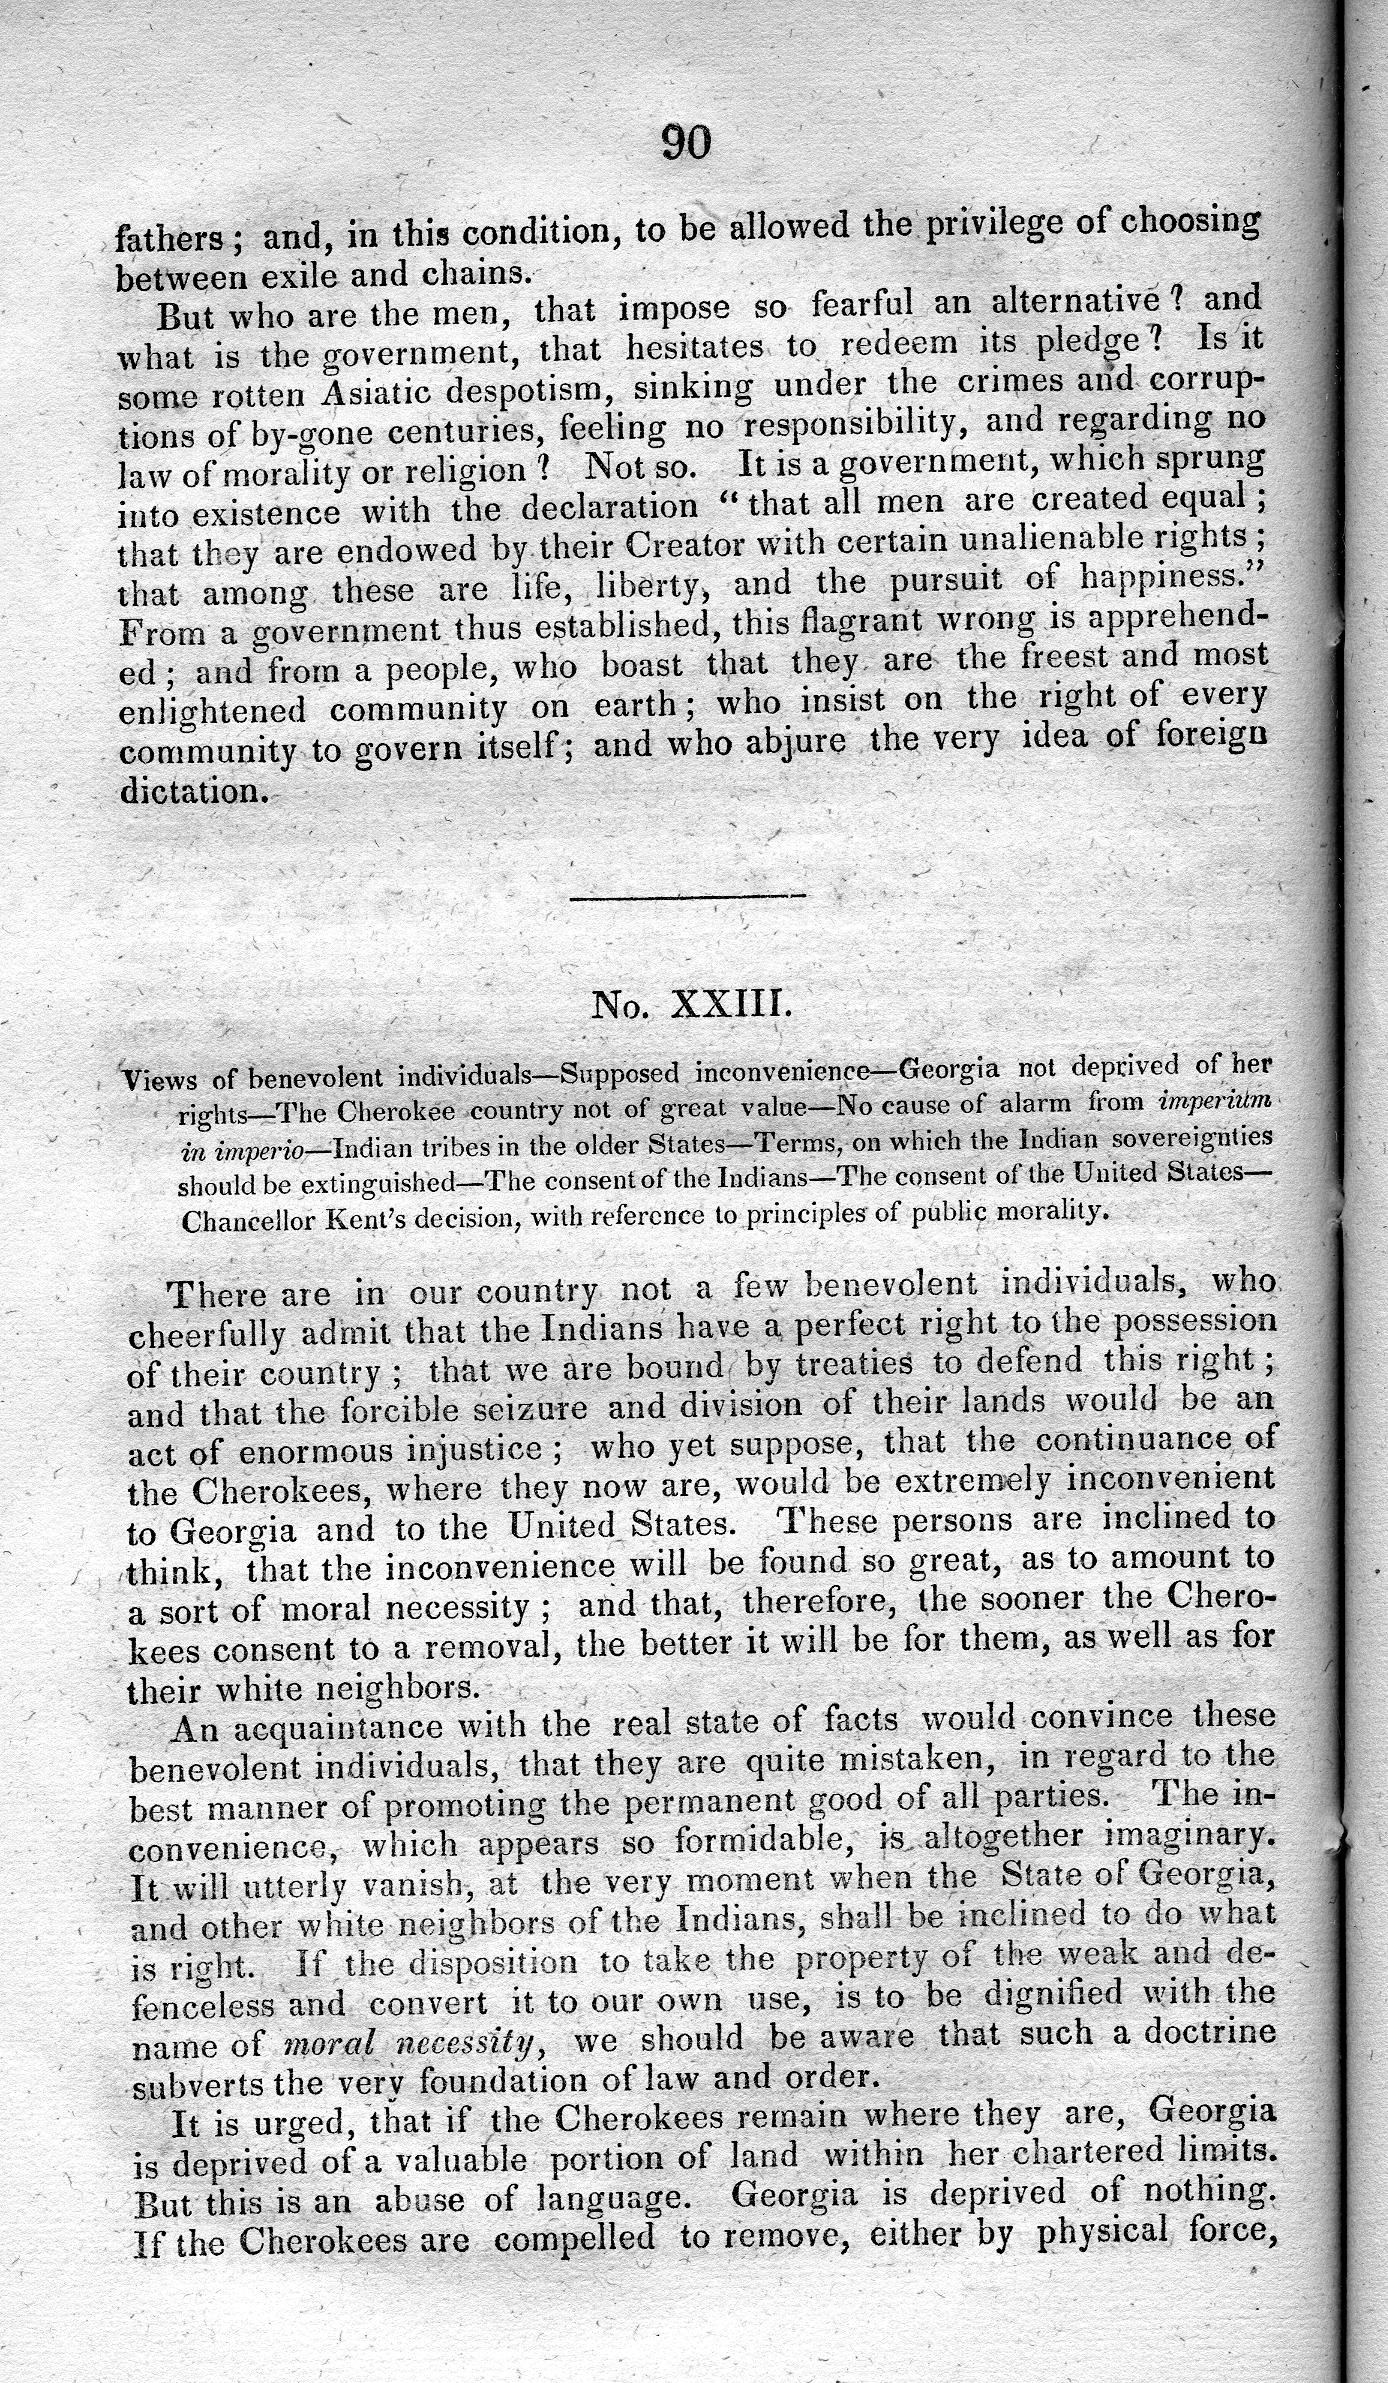 90
fathers; and, in this condition, to be allowed the privilege of choosing
between exile and chains.
But who are the men, that impose so fearful an alternative? and
what is the government, that hesitates to redeem its pledge? Is it
some rotten Asiatic despotism, sinking under the crimes and corrup-
tions of by-gone centuries, feeling no responsibility, and regarding no
law of morality or religion? Not so. It is a government, which sprung
into existence with the declaration "that all men are created equal;
that they are endowed by their Creator with certain unalienable rights;
that among these are life, liberty, and the pursuit of happiness."
From a government thus established, this flagrant wrong is apprehend-
ed; and from a people, who boast that they are the freest and most
enlightened community on earth; who insist on the right of every
community to govern itself; and who abjure the very idea of foreign
dictation.
No. XXIII.
Views of benevolent individuals—Supposed inconvenience—Georgia not deprived of her
rights—The Cherokee country not of great value—No cause of alarm from imperium
in imperio—Indian tribes in the older States—Terms, on which the Indian sovereignties
should be extinguished—The consent of the Indians—The consent of the United States—
Chancellor Kent's decision, with reference to principles of public morality.
There are in our country not a few benevolent individuals, who
cheerfully admit that the Indians have a perfect right to the possession
of their country; that we are bound by treaties to defend this right;
and that the forcible seizure and division of their lands would be an
act of enormous injustice; who yet suppose, that the continuance of
the Cherokees, where they now are, would be extremely inconvenient
to Georgia and to the United States. These persons are inclined to
think, that the inconvenience will be found so great, as to amount to
a sort of moral necessity; and that, therefore, the sooner the Chero-
kees consent to a removal, the better it will be for them, as well as for
their white neighbors.
An acquaintance with the real state of facts would convince these
benevolent individuals, that they are quite mistaken, in regard to the
best manner of promoting the permanent good of all parties. The in-
convenience, which appears so formidable, is altogether imaginary.
It will utterly vanish, at the very moment when the State of Georgia,
and other white neighbors of the Indians, shall be inclined to do what
is right. If the disposition to take the property of the weak and de-
fenceless and convert it to our own use, is to be dignified with the
name of moral necessity, we should be aware that such a doctrine
subverts the very foundation of law and order.
It is urged, that if the Cherokees remain where they are, Georgia
is deprived of a valuable portion of land within her chartered limits.
But this is an abuse of language. Georgia is deprived of nothing.
If the Cherokees are compelled to remove, either by physical force,